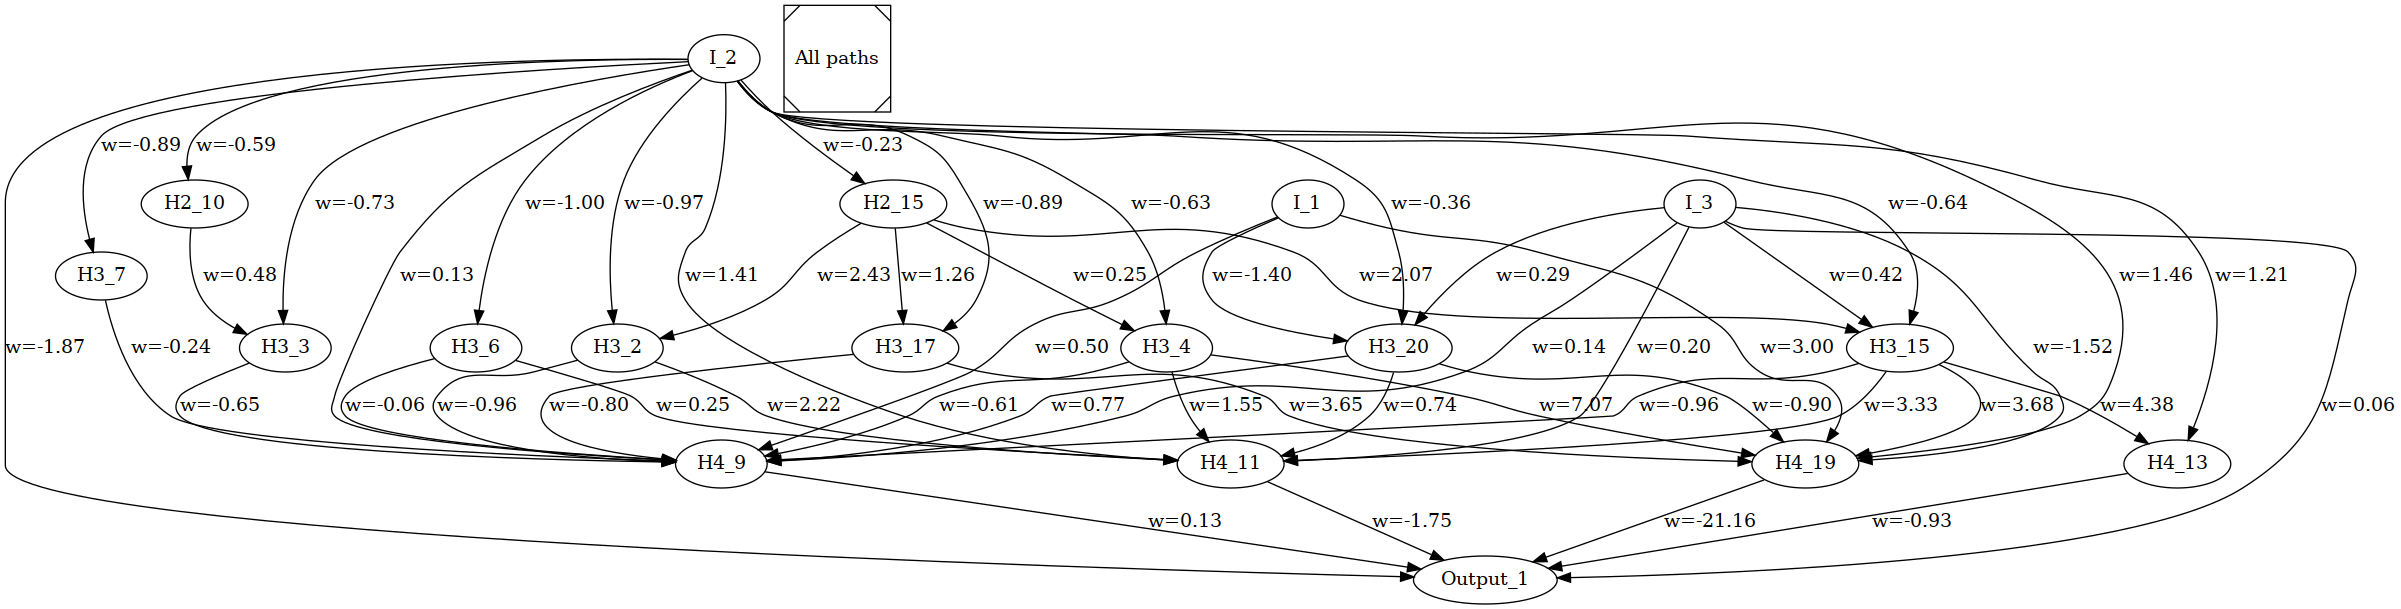 I_2
All paths
w=-0.89
w=-0.59
w=-0.23
H2_10
w=-0.73
w=-1.00
w=-0.97
H2_15
w=-0.89
w=-0.63
I_1
w=-0.36
I_3
w=-0.64
H3_7
w=0.48
w=0.13
w=1.41
w=2.43
w=1.26
w=0.25
w=-1.40
w=2.07
w=0.29
w=0.42
w=1.46
w=1.21
w=-1.87
w=-0.24
H3_3
H3_6
H3_2
H3_17
w=0.50
H3_4
H3_20
w=0.14
w=0.20
w=3.00
H3_15
w=-1.52
w=-0.65
w=-0.06
w=-0.96
w=-0.80
w=0.25
w=2.22
w=-0.61
w=0.77
w=1.55
w=3.65
w=0.74
w=7.07
w=-0.96
w=-0.90
w=3.33
w=3.68
w=4.38
w=0.06
H4_9
H4_11
H4_19
H4_13
w=0.13
w=-1.75
w=-21.16
w=-0.93
Output_1